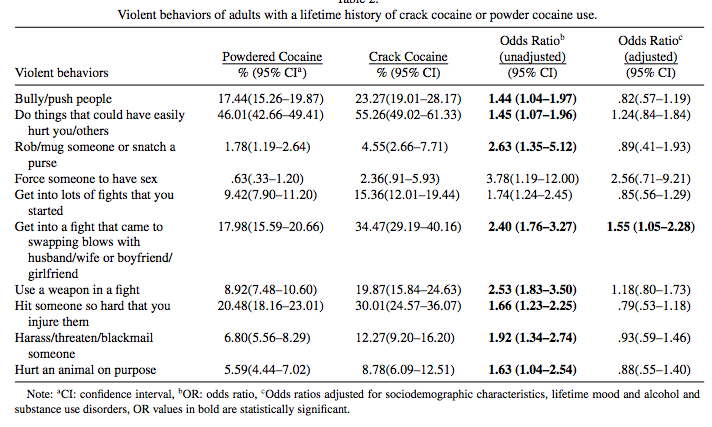 Table 2.
Violent behaviors of adults with a lifetime history of crack cocaine or powder cocaine use.
Violent behaviors Powdered Cocaine % (95% CIa) Crack Cocaine % (95% CI) Odds Ratiob (unadjusted) (95% CI) Odds Ratioc (adjusted) (95% CI)
Bully/push people 17.44(15.26–19.87) 23.27(19.01–28.17) 1.44 (1.04–1.97) .82(.57–1.19)
Do things that could have easily 46.01(42.66–49.41) 55.26(49.02–61.33) 1.45 (1.07–1.96) 1.24(.84–1.84)
hurt you/others
Rob/mug someone or snatch a 1.78(1.19–2.64) 4.55(2.66–7.71) 2.63 (1.35–5.12) .89(.41–1.93)
purse
Force someone to have sex .63(.33–1.20) 2.36(.91–5.93) 3.78(1.19–12.00) 2.56(.71–9.21)
Get into lots of fights that you 9.42(7.90–11.20) 15.36(12.01–19.44) 1.74(1.24–2.45) .85(.56–1.29)
started
Get into a fight that came to 17.98(15.59–20.66) 34.47(29.19–40.16) 2.40 (1.76–3.27) 1.55 (1.05–2.28)
swapping blows with
husband/wife or boyfriend/
girlfriend
Use a weapon in a fight 8.92(7.48–10.60) 19.87(15.84–24.63) 2.53 (1.83–3.50) 1.18(.80–1.73)
Hit someone so hard that you 20.48(18.16–23.01) 30.01(24.57–36.07) 1.66 (1.23–2.25) .79(.53–1.18)
injure them
Harass/threaten/blackmail 6.80(5.56–8.29) 12.27(9.20–16.20) 1.92 (1.34–2.74) .93(.59–1.46)
someone
Hurt an animal on purpose 5.59(4.44–7.02) 8.78(6.09–12.51) 1.63 (1.04–2.54) .88(.55–1.40)
Note: aCI: confidence interval, bOR: odds ratio, cOdds ratios adjusted for sociodemographic characteristics, lifetime mood and alcohol and
substance use disorders, OR values in bold are statistically significant.